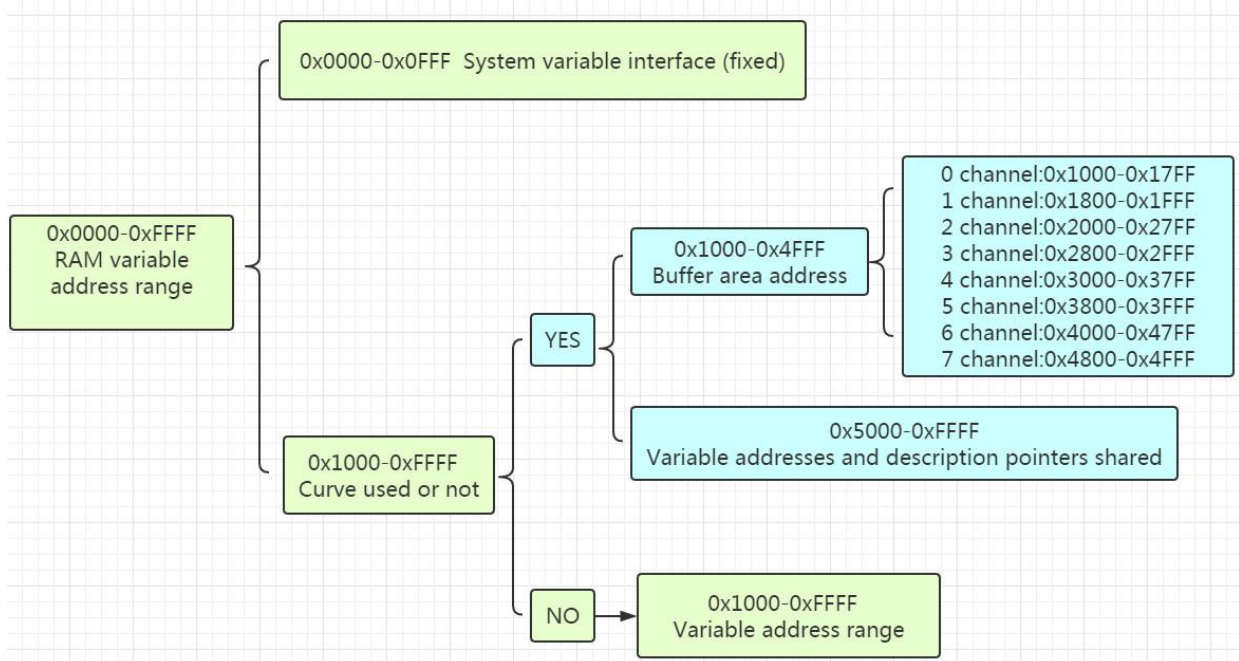 0x0000-0xFFFF
RAM variable
address range
0x0000-0x0FFF  System variable interface (fixed)
0x1000-0xFFFF
Curve used or not
YES
0x1000-0x4FFF
Buffer area address
0 channel:0x1000-0x17FF
1 channel:0x1800-0x1FFF
2 channel:0x2000-0x27FF
3 channel:0x2800-0x2FFF
4 channel:0x3000-0x37FF
5 channel:0x3800-0x3FFF
6 channel:0x4000-0x47FF
7 channel:0x4800-0x4FFF
0x5000-0xFFFF
Variable addresses and description pointers shared
NO
0x1000-0xFFFF
Variable address range